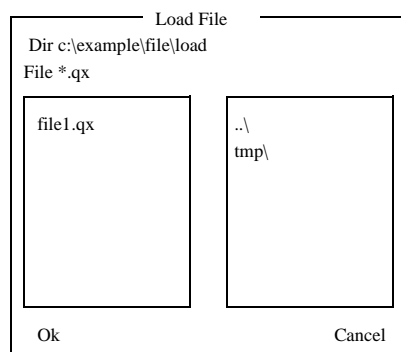 Load File
Dir c:\example\file\load
File *.qx
file1.qx
..\
tmp\
Ok
Cancel